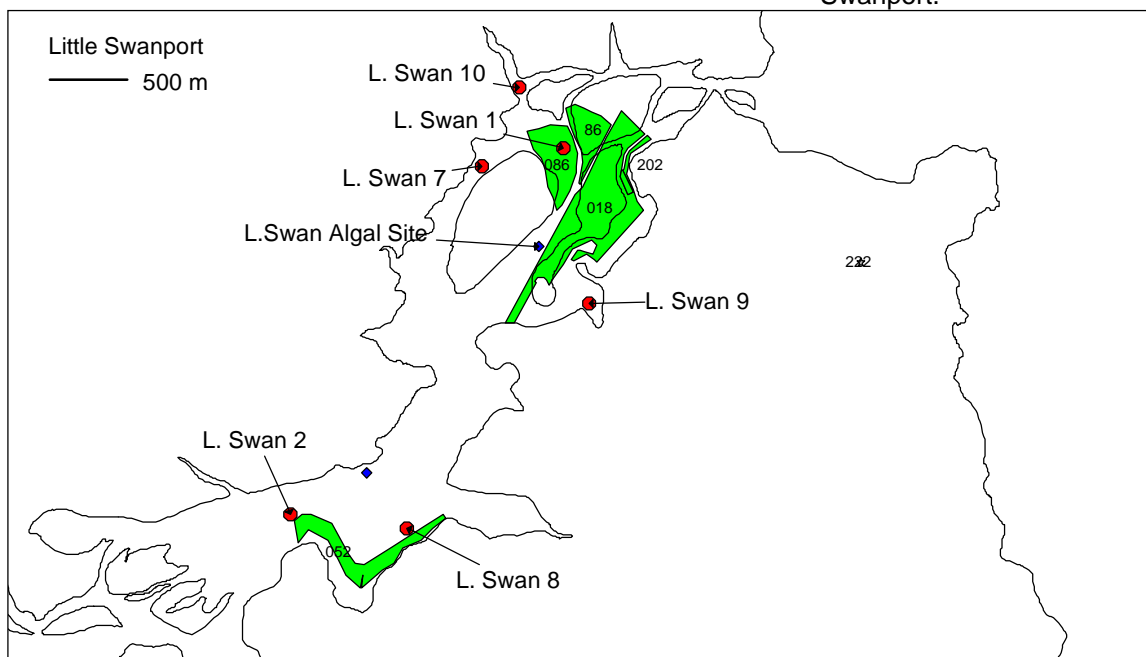 Swanport.
Little Swanport
500 m
L. Swan 10
L. Swan 1
86
086
202
L. Swan 7
018
L.Swan Algal Site
L. Swan 9
L. Swan 2
052
L. Swan 8